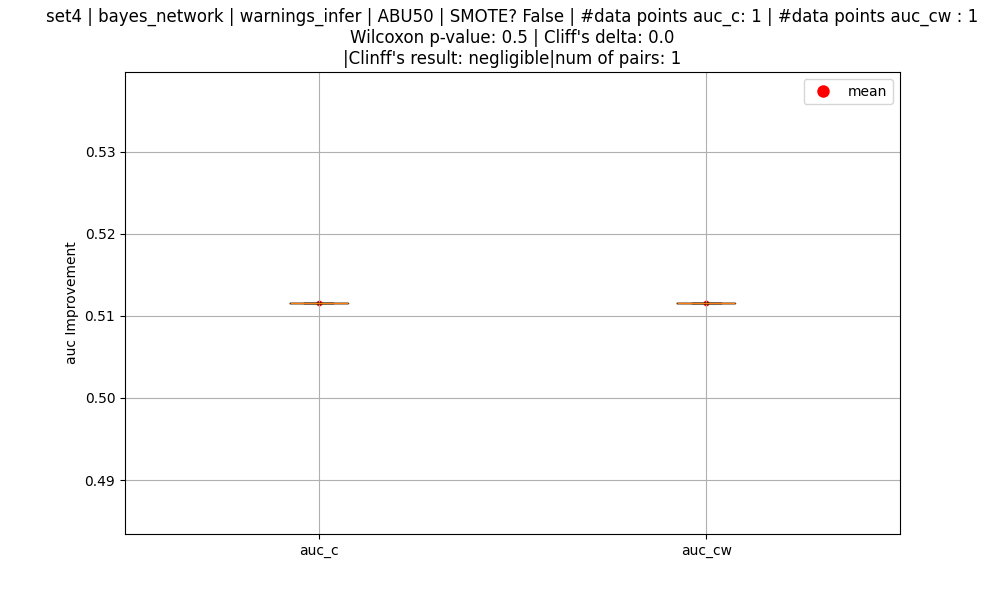 set4 | bayes_network | warnings_infer | ABU50 | SMOTE? False | #data points auc_c: 1 | #data points auc_cw : 1
Wilcoxon p-value: 0.5 | Cliff's delta: 0.0
|Clinff's result: negligible|num of pairs: 1
mean
0.53
0.52
0.51
0.50
0.49
auc Improvement
auc_c
auc_cw